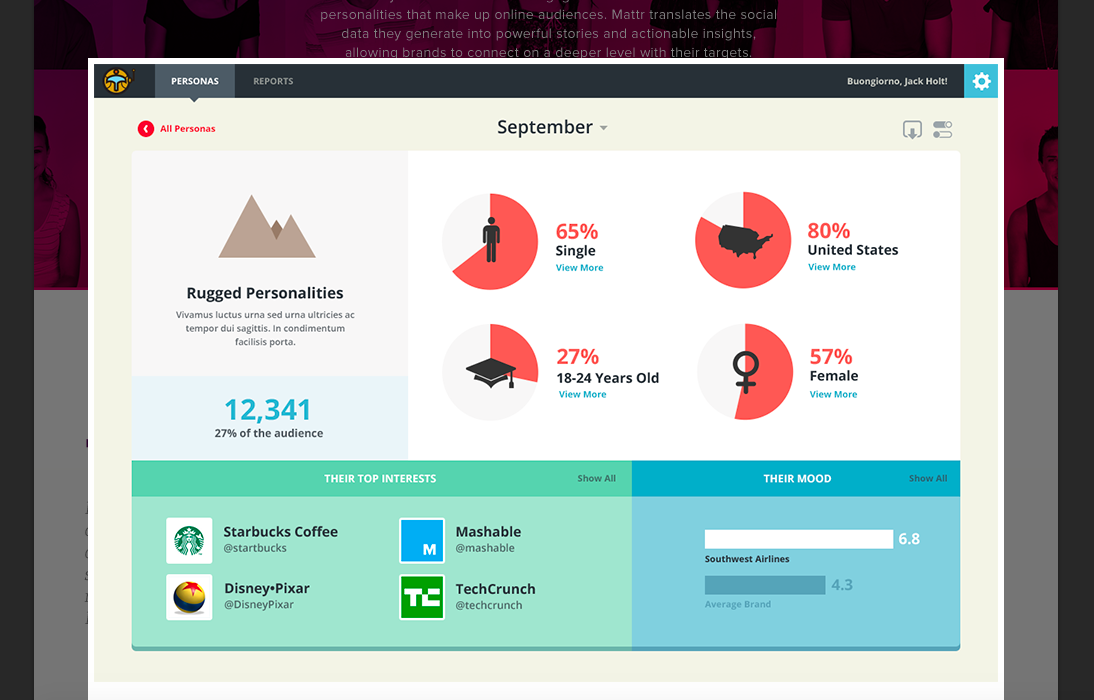 personalities that make up online audiences. Mattr translates the social
data they generate into powerful stories and actionable insights,
allowing brands to connect on a deeper level with their targets.
PERSONAS
REPORTS
Buongiorno, Jack Holt!
All Personas
September
Rugged Personalities
Vivamus luctus urna sed urna ultricies ac
tempor dui sagittis. In condimentum
facilisis porta.
12,341
27% of the audience
65%
Single
View More
80%
United States
View More
27%
18-24 Years Old
View More
57%
Female
View More
THEIR TOP INTERESTS
Show All
Starbucks Coffee
@startbucks
M
Mashable
@mashable
Disney•Pixar
@DisneyPixar
TC
TechCrunch
@techcrunch
THEIR MOOD
Show All
6.8
Southwest Airlines
4.3
Average Brand